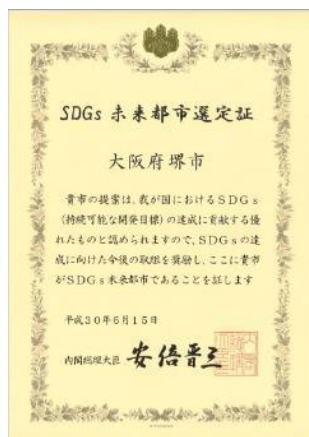 SDGs 未来都市選定証
大阪府堺市
貴市の提案は、我が国におけるSDGs
(持続可能な開発目標)の達成に貢献する優
れたものと認められますので、SDGsの達
成に向けた今後の取組を奨励し、ここに貴市
がSDGs未来都市であることを証します
平成30年6月15日
内閣総理大臣 安倍晋三